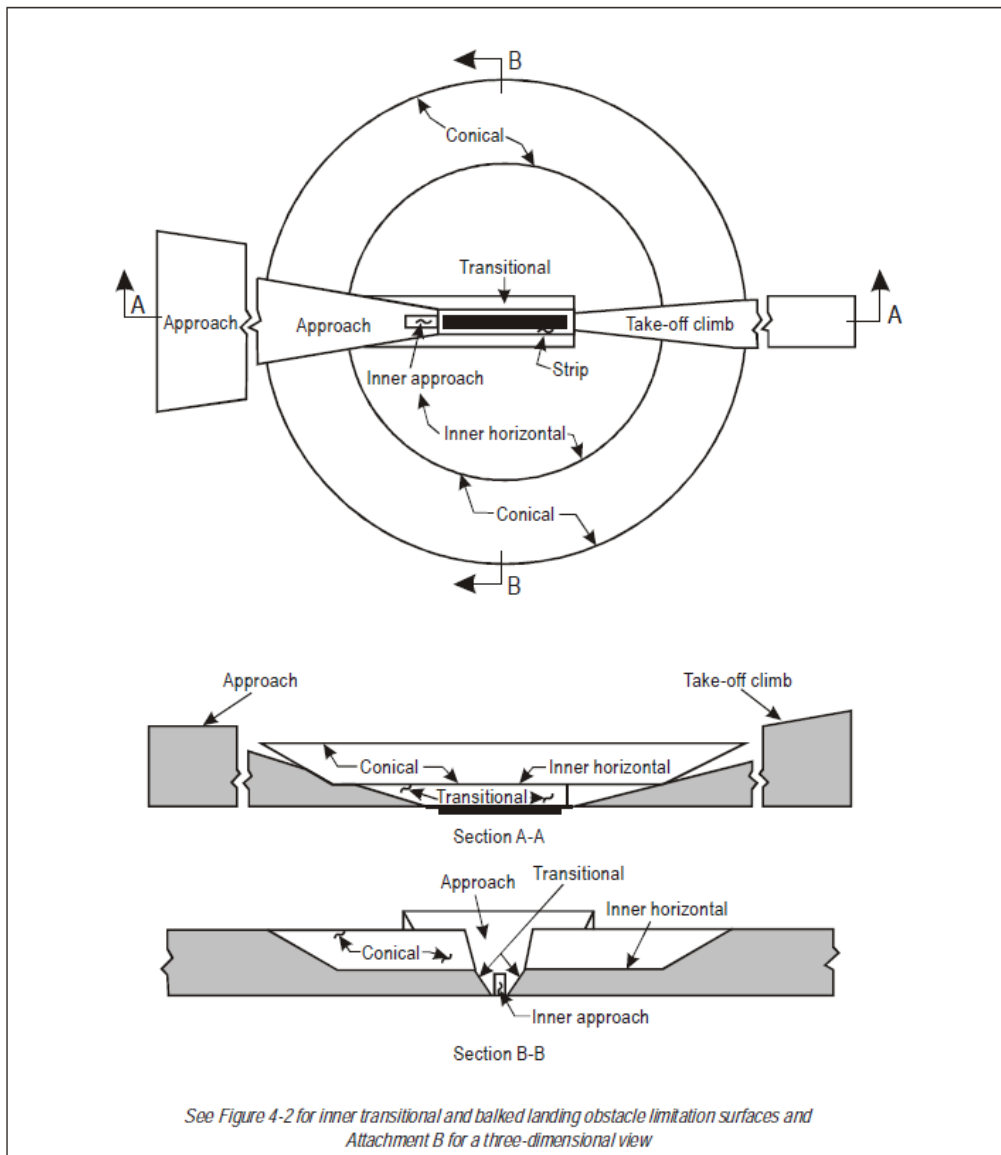 B
Conical
Transitional
A
A
Approach
Approach
Take-off climb
Inner approach
Strip
Inner horizontal
Conical
B
Approach
Take-off climb
Conical
Inner horizontal
Transitional
Section A-A
Transitional
Approach
Inner horizontal
Conical
Inner approach
Section B-B
See Figure 4-2 for inner transitional and balked landing obstacle limitation surfaces and
Attachment B for a three-dimensional view